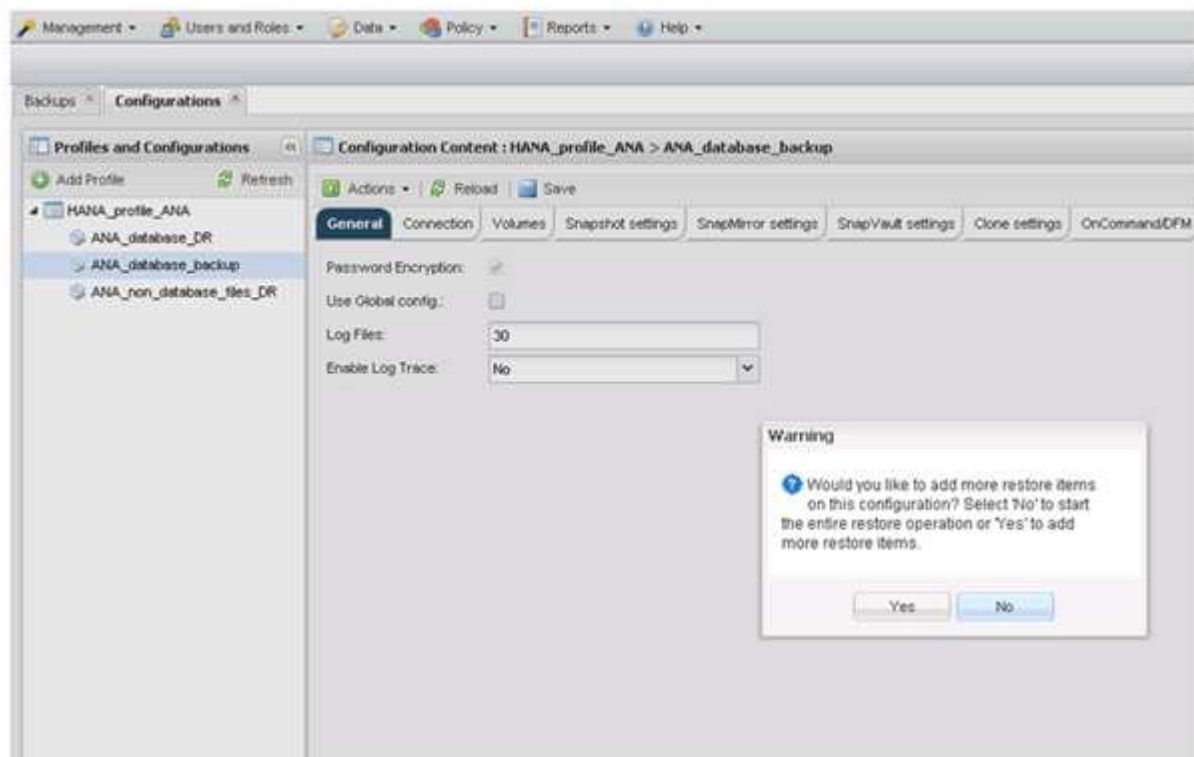 Management
Users and Roles
Data
Policy
Reports
Help
Backups
Configurations
Profiles and Configurations
Configuration Content : HANA_profile_ANA > ANA_database_backup
Add Profile
Refresh
Actions
Reload
Save
HANA_profile_ANA
ANA_database_DR
ANA_database_backup
ANA_non_database_files_DR
General
Connection
Volumes
Snapshot settings
SnapMirror settings
SnapVault settings
Clone settings
OnCommand/DFM
Password Encryption:
Use Global config.:
Log Files:
30
Enable Log Trace:
No
Warning
Would you like to add more restore items
on this configuration? Select 'No' to start
the entire restore operation or 'Yes' to add
more restore items.
Yes
No